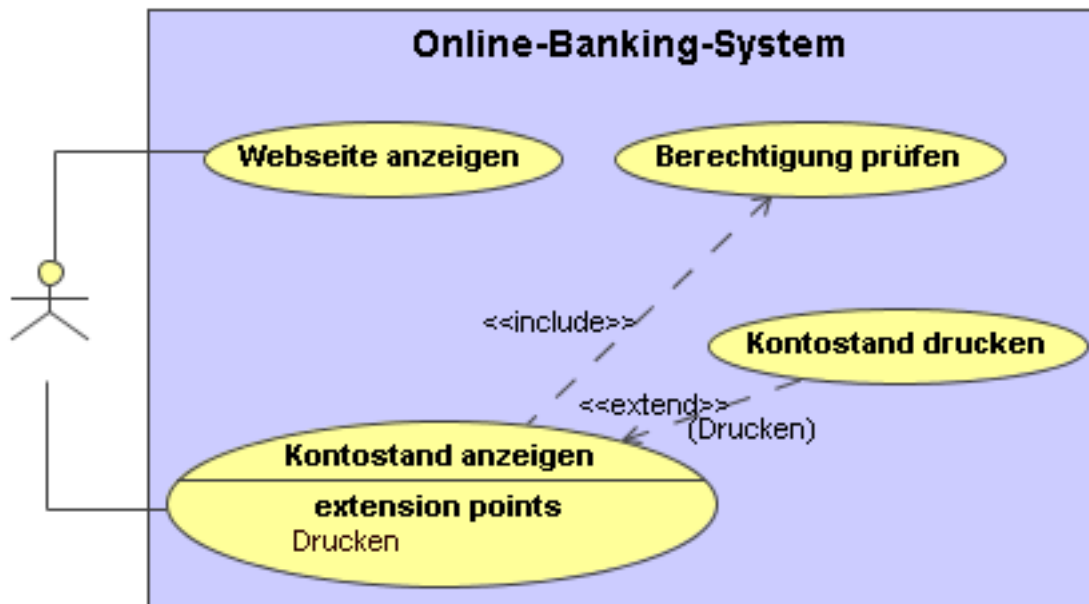 Online-Banking-System
Webseite anzeigen
Berechtigung prüfen
<<include>>
Kontostand drucken
<<extend>>
(Drucken)
Kontostand anzeigen
extension points
Drucken